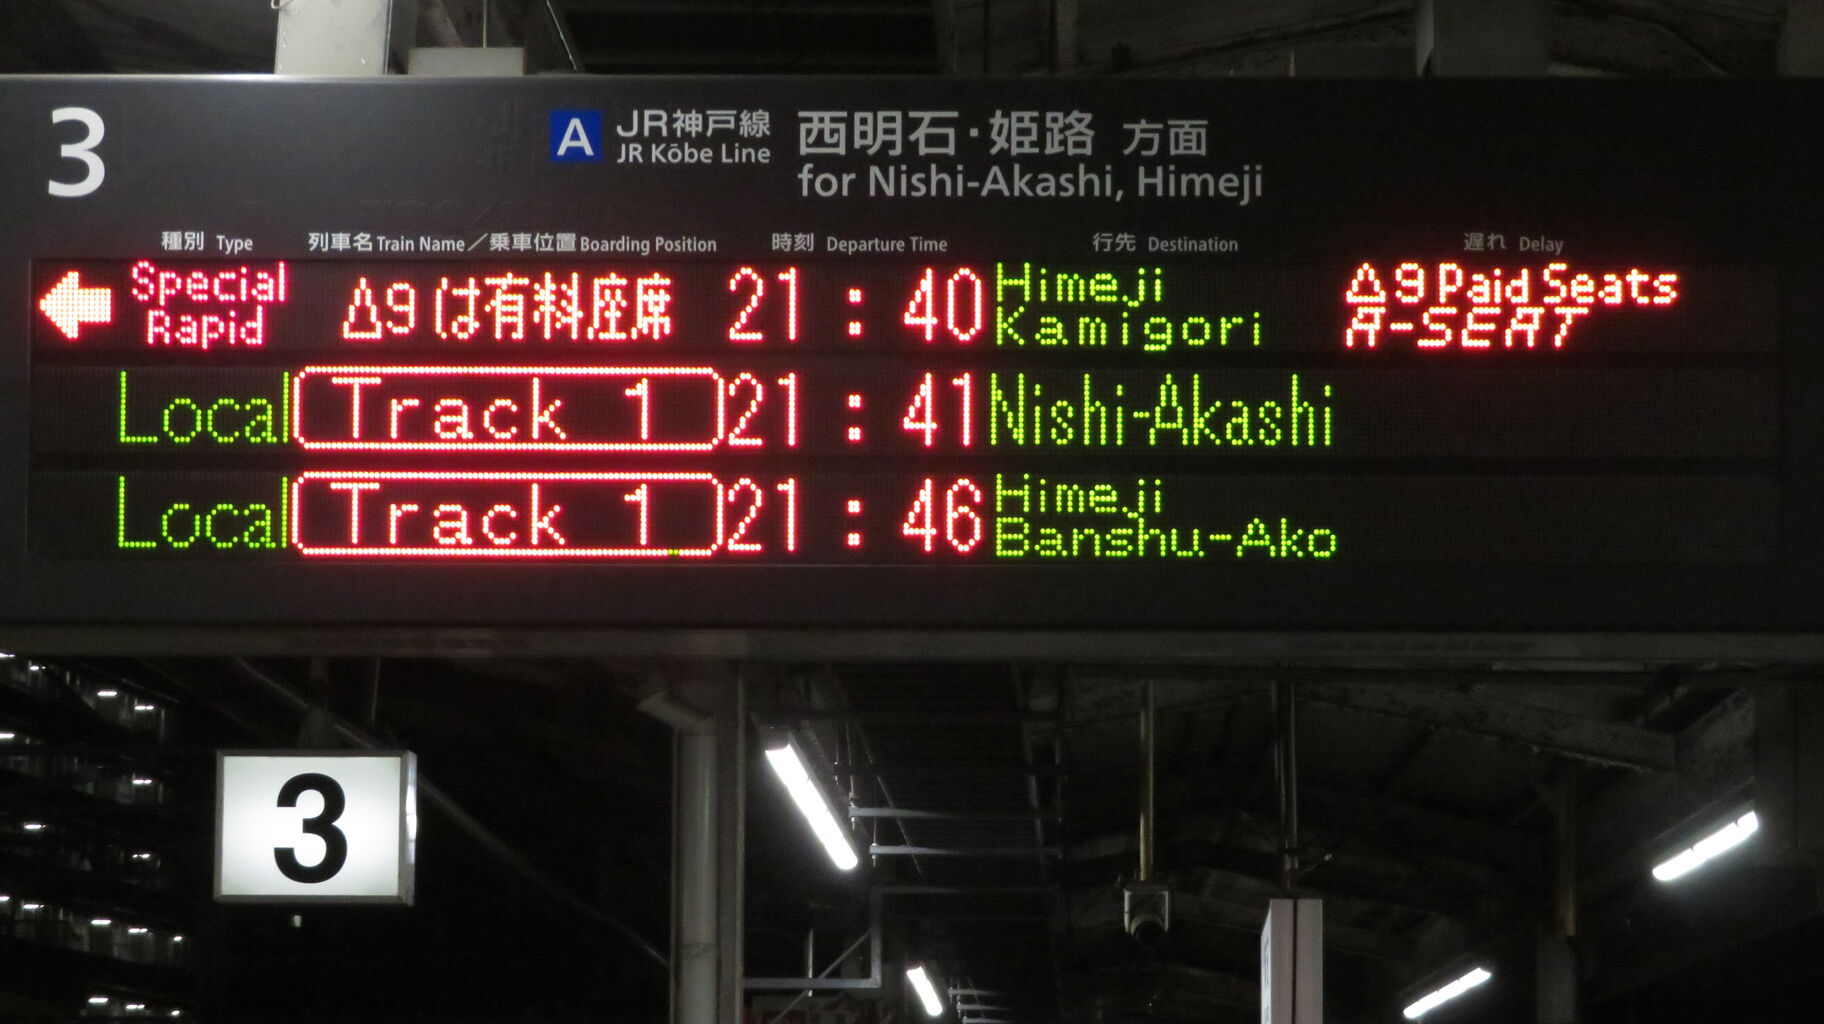 3
A JR神戸線 西明石・姫路 方面
JR Kōbe Line for Nishi-Akashi, Himeji
種別 Type 列車名 Train Name／乗車位置 Boarding Position 時刻 Departure Time 行先 Destination 遅れ Delay
Special Rapid △9は有料座席 21:40 Himeji Kamigori △9 Paid Seats A-SEAT
Local Track 1 21:41 Nishi-Akashi
Local Track 1 21:46 Himeji Banshu-Ako
3